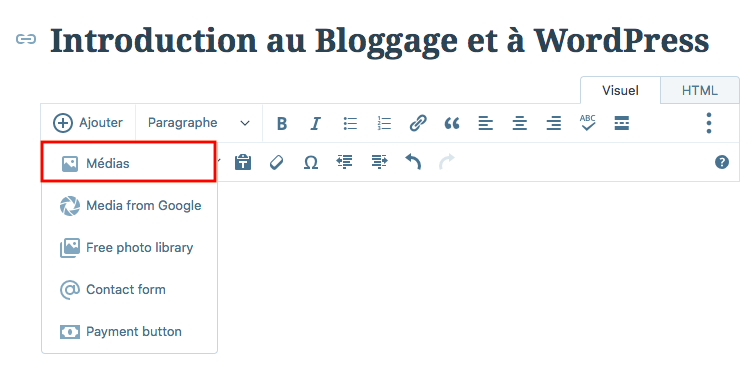 Introduction au Bloggage et à WordPress
Visuel HTML
Ajouter Paragraphe B I ABC
Médias
Media from Google
Free photo library
Contact form
Payment button